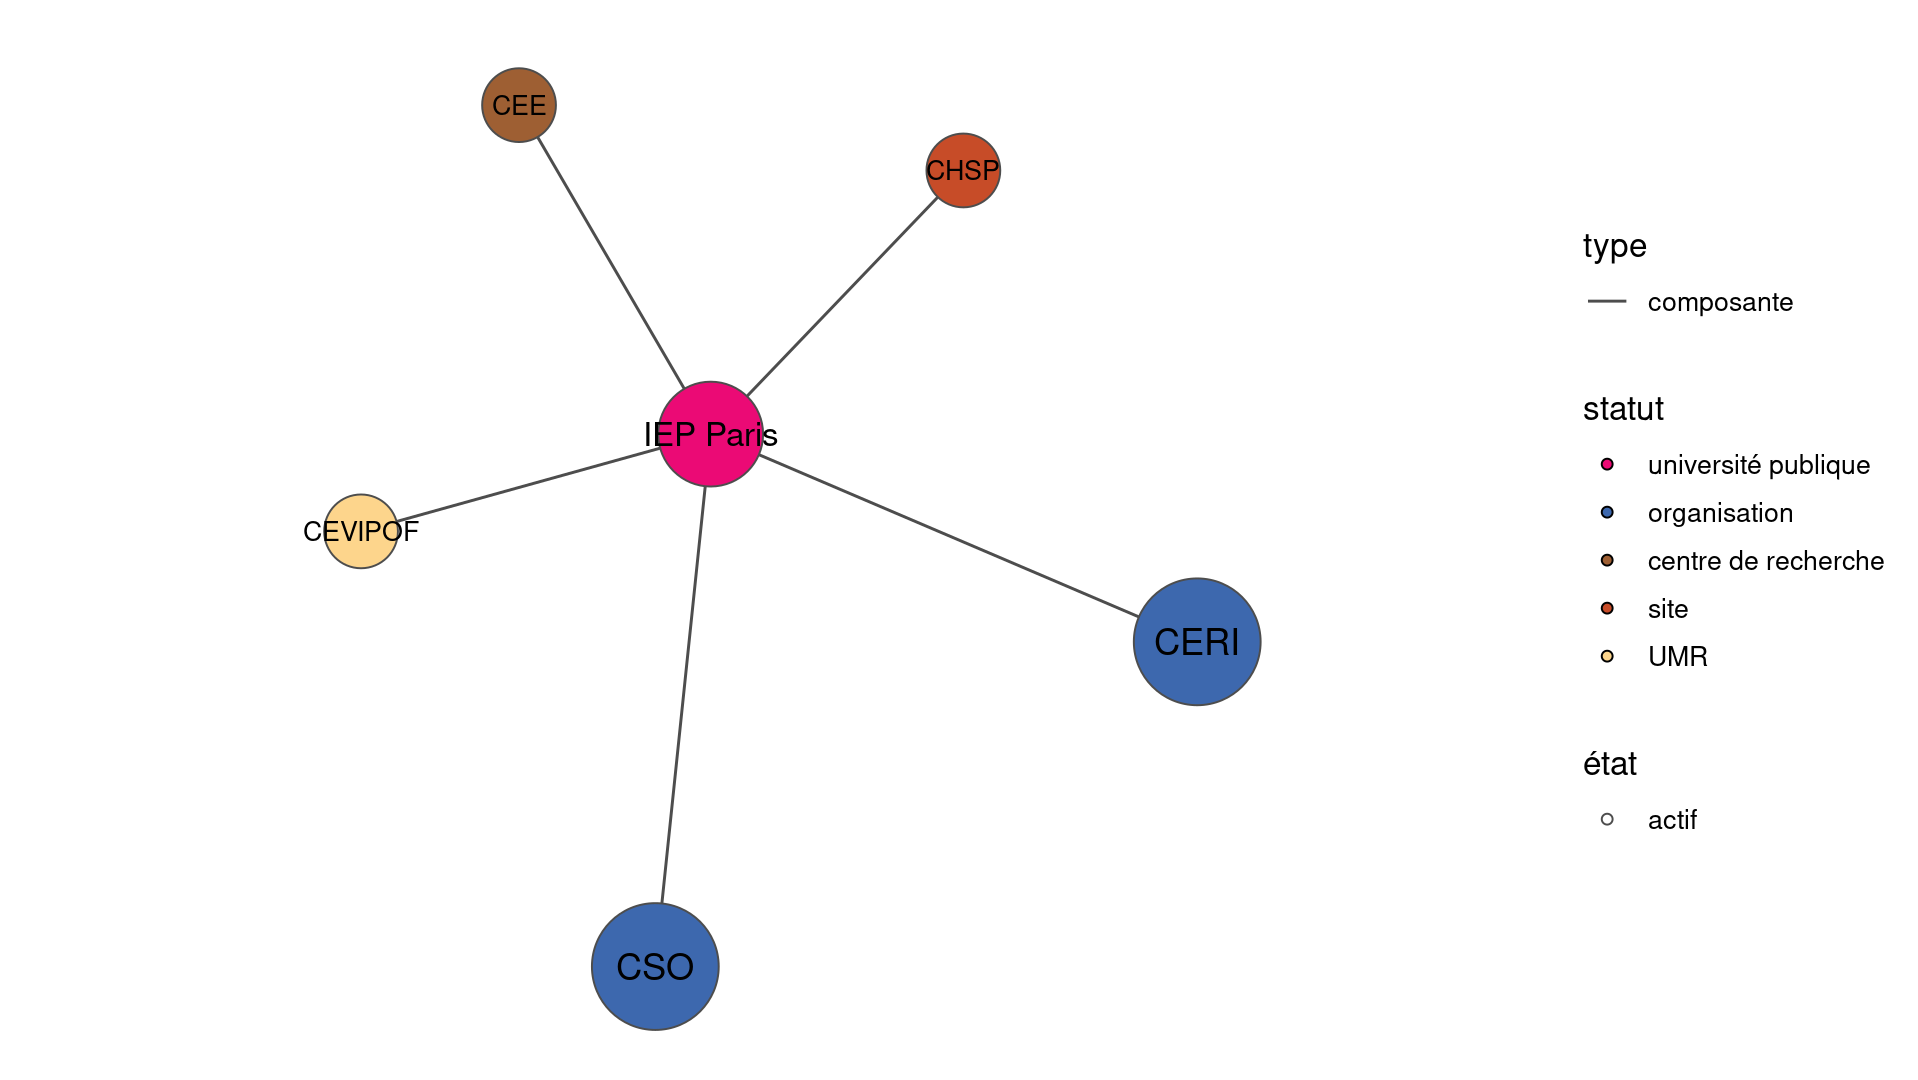 CEE
CHSP
IEP Paris
CEVIPOF
CERI
CSO
type
composante
statut
université publique
organisation
centre de recherche
site
UMR
état
actif